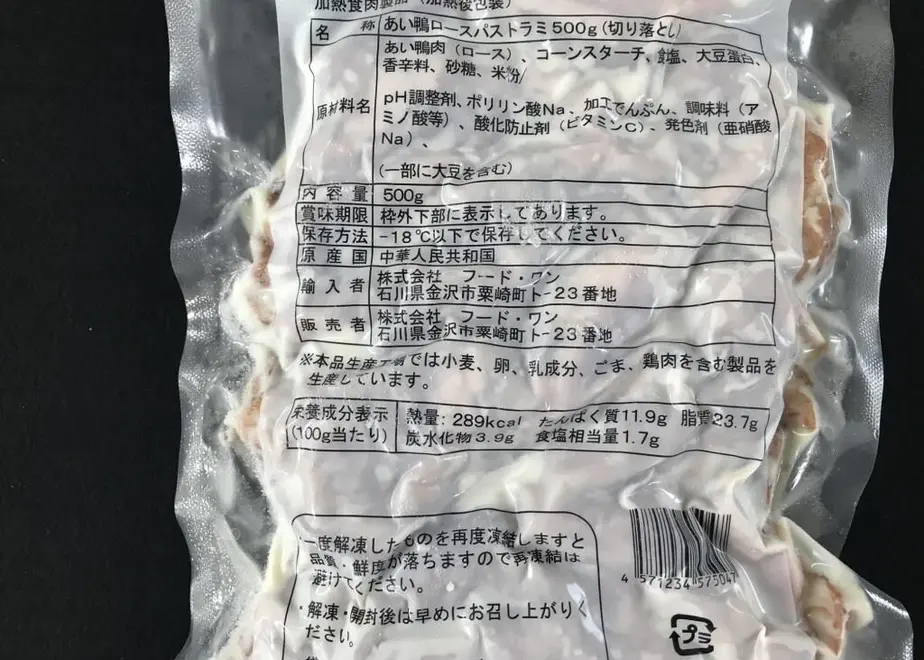 加熱食肉製品（加熱後包装）
名 称 あい鴨ロースパストラミ500g(切り落とし)
原材料名 あい鴨肉（ロース）、コーンスターチ、食塩、大豆蛋白、
香辛料、砂糖、米粉/
pH調整剤、ポリリン酸Na、加工でんぷん、調味料（ア
ミノ酸等）、酸化防止剤（ビタミンC）、発色剤（亜硝酸
Na）、
(一部に大豆を含む)
内 容 量 500g
賞味期限 枠外下部に表示してあります。
保存方法 -18℃以下で保存してください。
原 産 国 中華人民共和国
輸 入 者 株式会社 フード・ワン
石川県金沢市粟崎町ト-23番地
販 売 者 株式会社 フード・ワン
石川県金沢市粟崎町ト-23番地
※本品生産工場では小麦、卵、乳成分、ごま、鶏肉を含む製品を
生産しています。
栄養成分表示 熱量:289kcal たんぱく質11.9g 脂質23.7g
(100g当たり) 炭水化物3.9g 食塩相当量1.7g
・一度解凍したものを再度凍結しますと
品質・鮮度が落ちますので再凍結は
避けてください。
・解凍・開封後は早めにお召し上がりく
ださい。
4 571234 575047
プラ